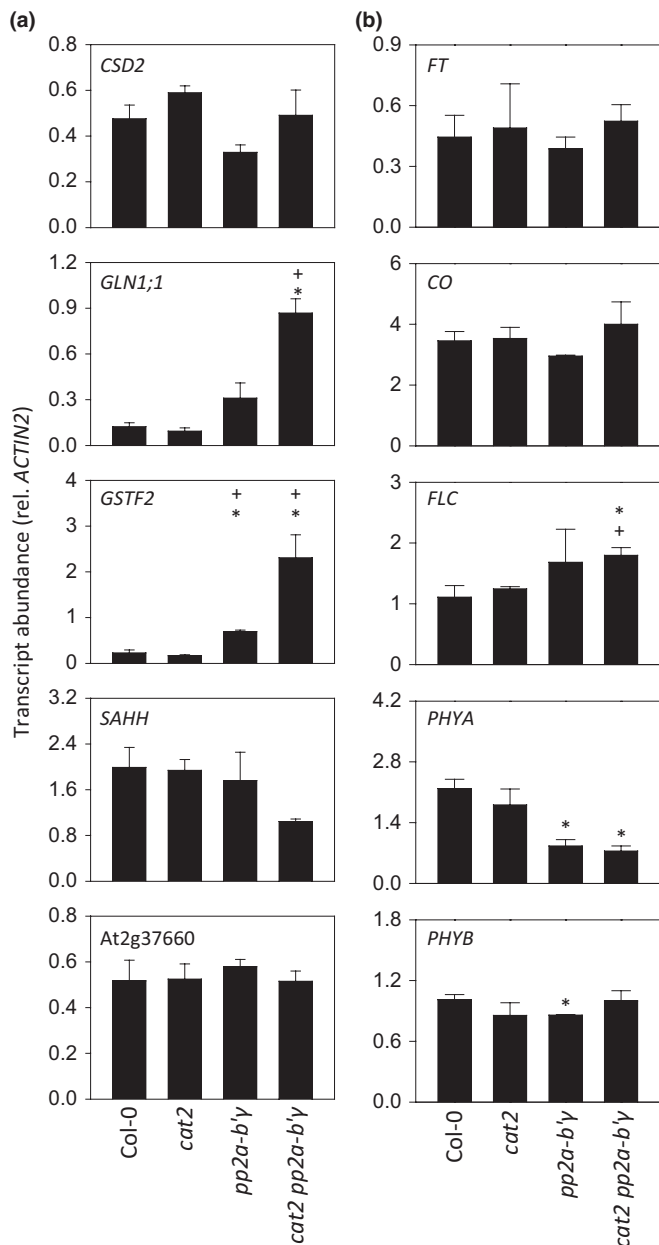 (a)
Transcript abundance (rel. ACTIN2)
CSD2
0.8
0.6
0.4
0.2
0.0
GLN1;1
1.2
0.9
0.6
0.3
0.0
+
*
GSTF2
4
3
2
1
0
+ +
* *
SAHH
3.2
2.4
1.6
0.8
0.0
At2g37660
0.8
0.6
0.4
0.2
0.0
Col-0
cat2
pp2a-b'γ
cat2 pp2a-b'γ
(b)
FT
0.9
0.6
0.3
0.0
CO
6
4
2
0
FLC
3
2
1
0
*
+
PHYA
4.2
2.8
1.4
0.0
* *
PHYB
1.8
1.2
0.6
0.0
*
Col-0
cat2
pp2a-b'γ
cat2 pp2a-b'γ